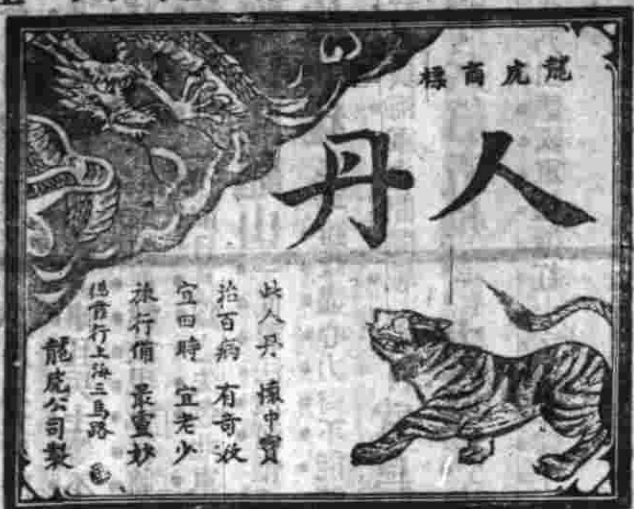 龍虎商標
人丹
此人丹 懷中寶
治百病 有奇效
宜四時 宜老少
旅行備 最靈妙
總發行上海三馬路
龍虎公司製